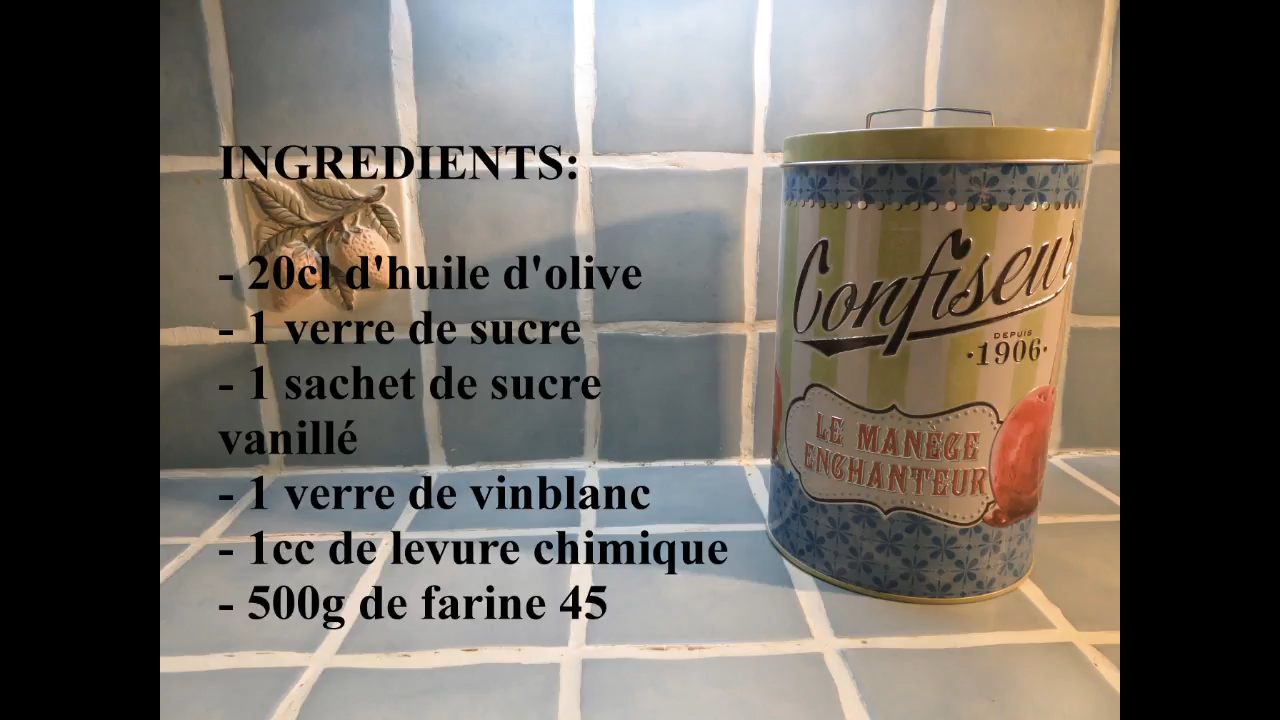 INGREDIENTS:
- 20cl d'huile d'olive
- 1 verre de sucre
- 1 sachet de sucre
vanillé
- 1 verre de vinblanc
- 1cc de levure chimique
- 500g de farine 45
Confiseur
DEPUIS
·1906·
LE MANÈGE
ENCHANTEUR